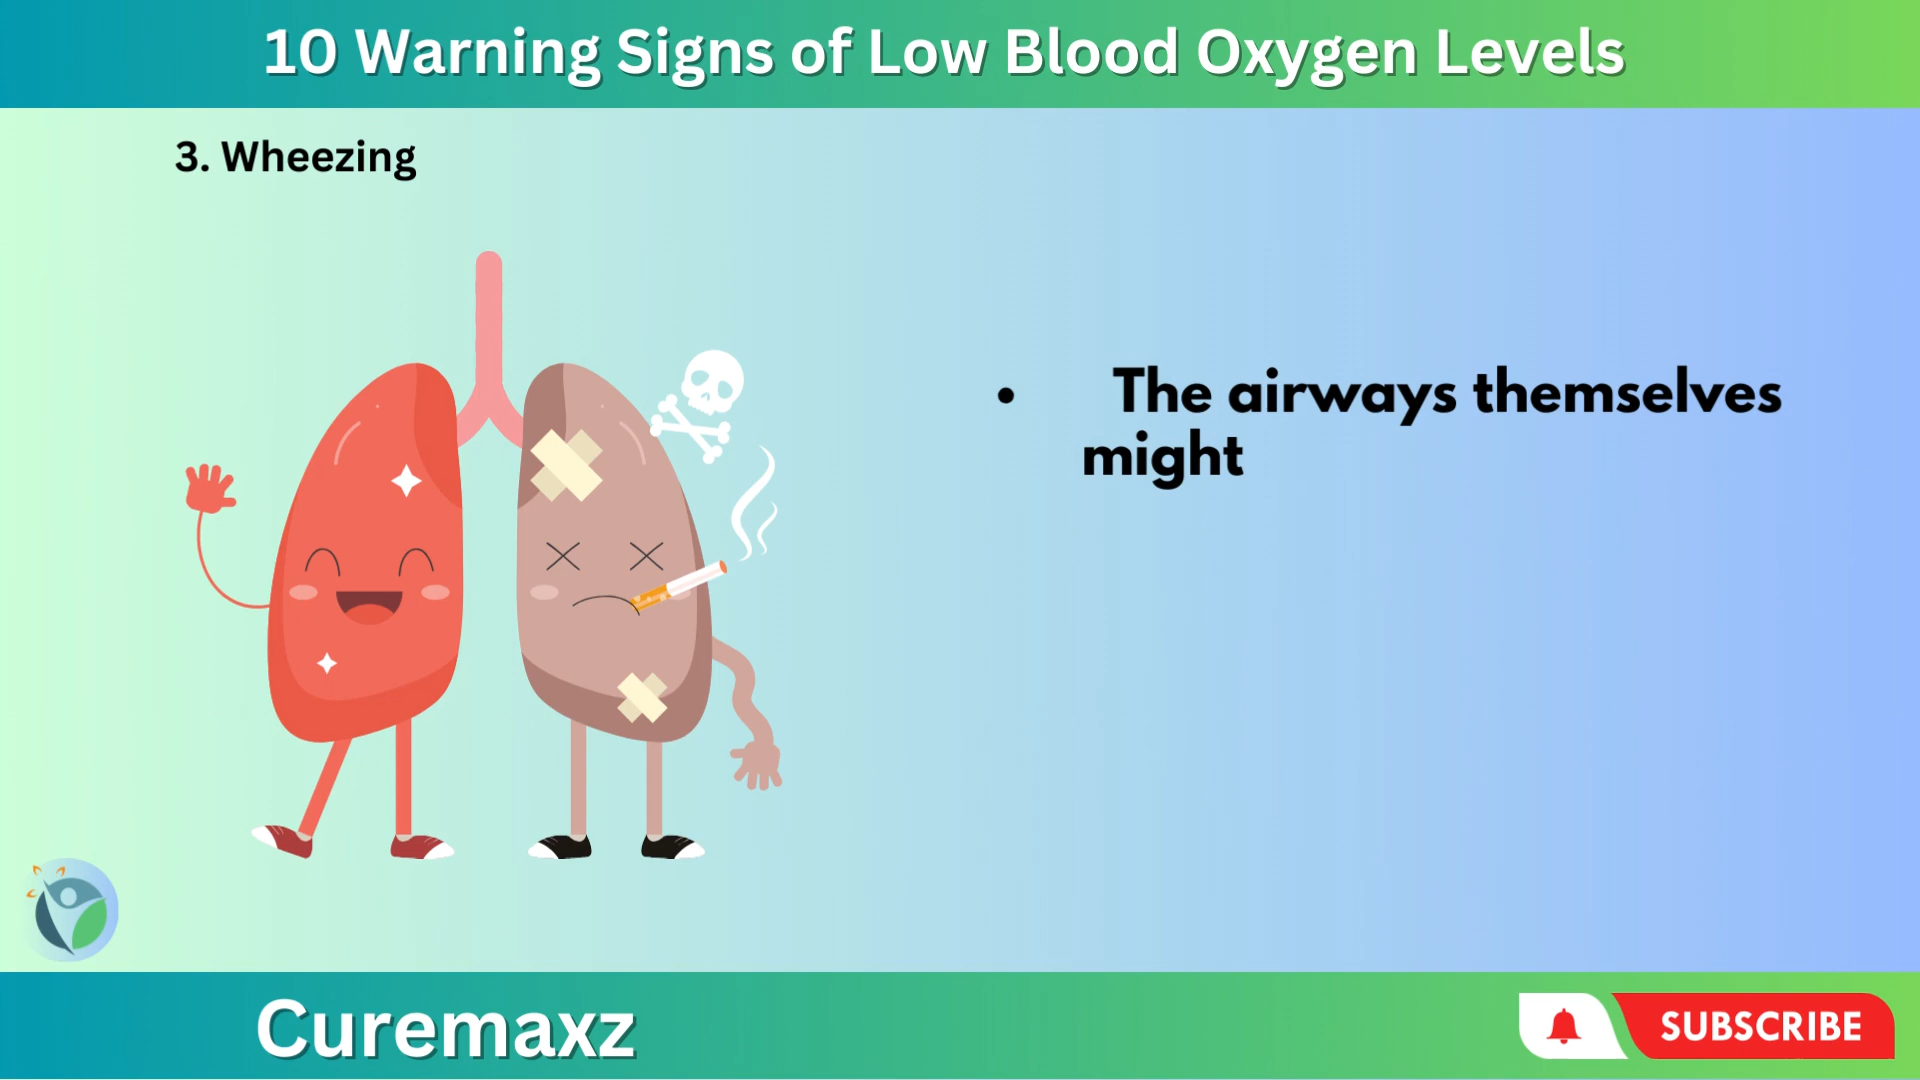 10 Warning Signs of Low Blood Oxygen Levels
3. Wheezing
• The airways themselves
might
Curemaxz
SUBSCRIBE